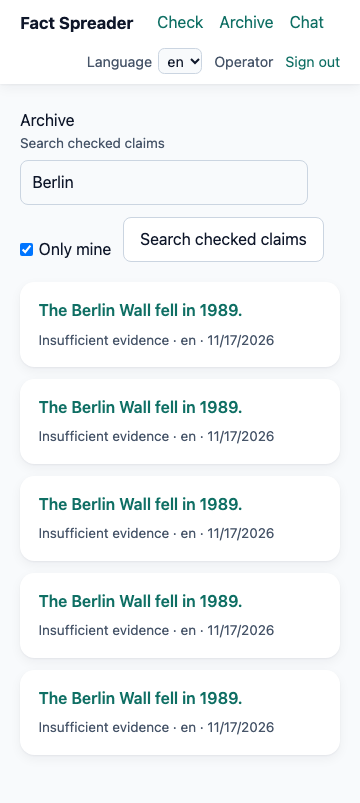 Fact Spreader Check Archive Chat
Language en Operator Sign out
Archive
Search checked claims
Berlin
Only mine Search checked claims
The Berlin Wall fell in 1989.
Insufficient evidence · en · 11/17/2026
The Berlin Wall fell in 1989.
Insufficient evidence · en · 11/17/2026
The Berlin Wall fell in 1989.
Insufficient evidence · en · 11/17/2026
The Berlin Wall fell in 1989.
Insufficient evidence · en · 11/17/2026
The Berlin Wall fell in 1989.
Insufficient evidence · en · 11/17/2026